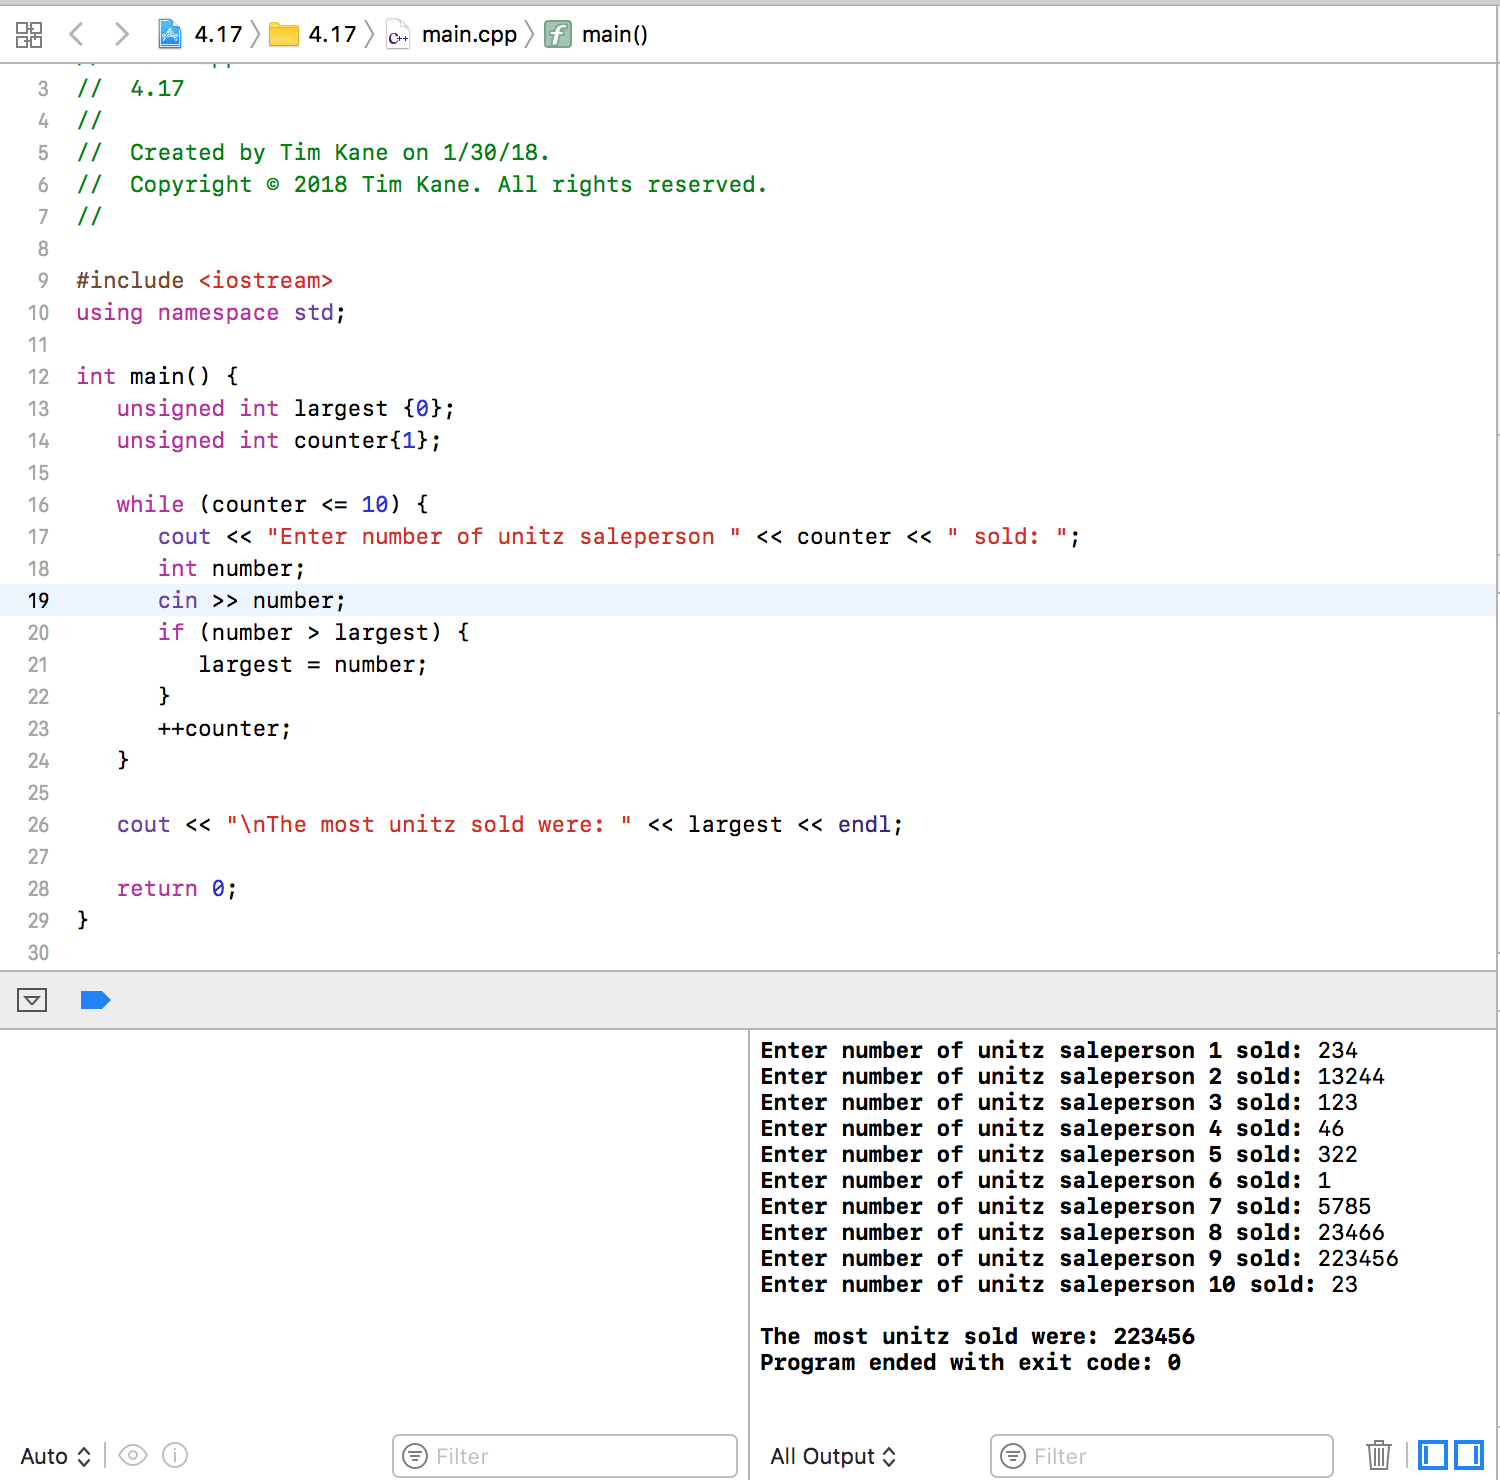 4.17 4.17 main.cpp main()
3 //  4.17
4 //
5 //  Created by Tim Kane on 1/30/18.
6 //  Copyright © 2018 Tim Kane. All rights reserved.
7 //
8
9 #include <iostream>
10 using namespace std;
11
12 int main() {
13    unsigned int largest {0};
14    unsigned int counter{1};
15
16    while (counter <= 10) {
17       cout << "Enter number of unitz saleperson " << counter << " sold: ";
18       int number;
19       cin >> number;
20       if (number > largest) {
21          largest = number;
22       }
23       ++counter;
24    }
25
26    cout << "\nThe most unitz sold were: " << largest << endl;
27
28    return 0;
29 }
30
Enter number of unitz saleperson 1 sold: 234
Enter number of unitz saleperson 2 sold: 13244
Enter number of unitz saleperson 3 sold: 123
Enter number of unitz saleperson 4 sold: 46
Enter number of unitz saleperson 5 sold: 322
Enter number of unitz saleperson 6 sold: 1
Enter number of unitz saleperson 7 sold: 5785
Enter number of unitz saleperson 8 sold: 23466
Enter number of unitz saleperson 9 sold: 223456
Enter number of unitz saleperson 10 sold: 23

The most unitz sold were: 223456
Program ended with exit code: 0
Auto Filter All Output Filter